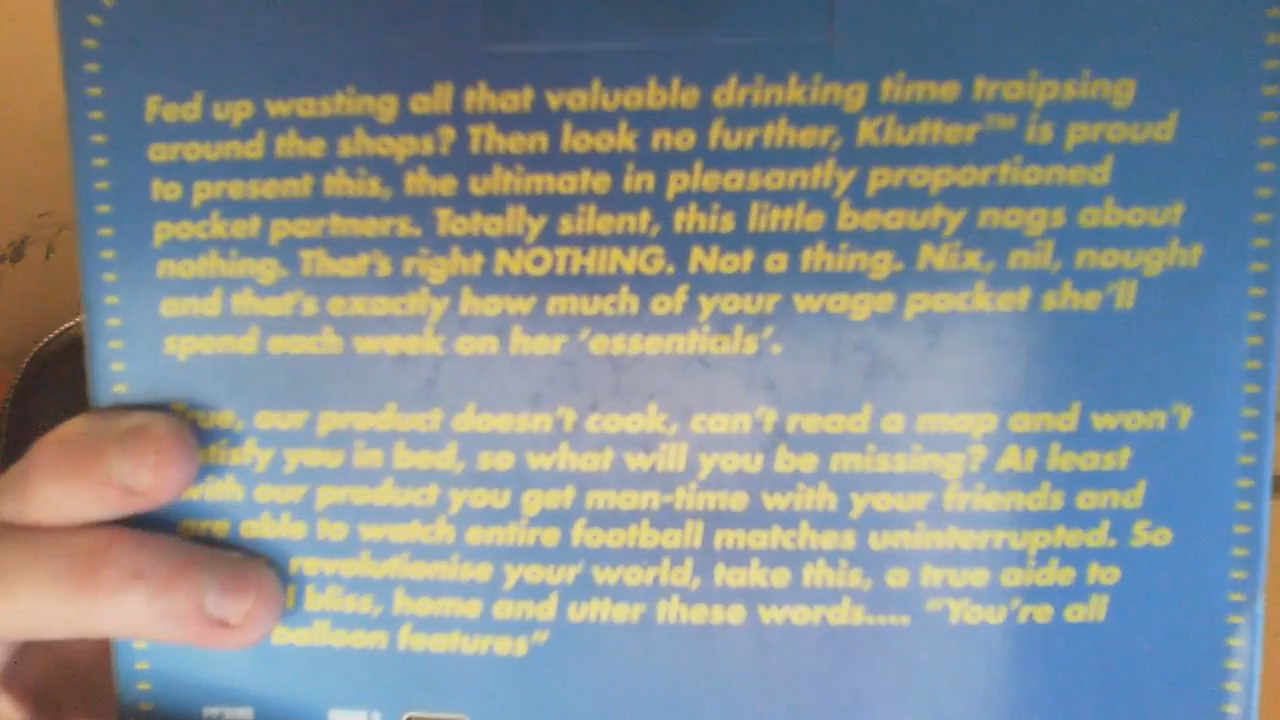 Fed up wasting all that valuable drinking time traipsing
around the shops? Then look no further, Klutter™ is proud
to present this, the ultimate in pleasantly proportioned
pocket partners. Totally silent, this little beauty nags about
nothing. That's right NOTHING. Not a thing. Nix, nil, nought
and that's exactly how much of your wage packet she'll
spend each week on her 'essentials'.
our product doesn't cook, can't read a map and won't
you in bed, so what will you be missing? At least
with our product you get man-time with your friends and
are able to watch entire football matches uninterrupted. So
revolutionise your world, take this, a true aide to
bliss, home and utter these words.... "You're all
balloon features"